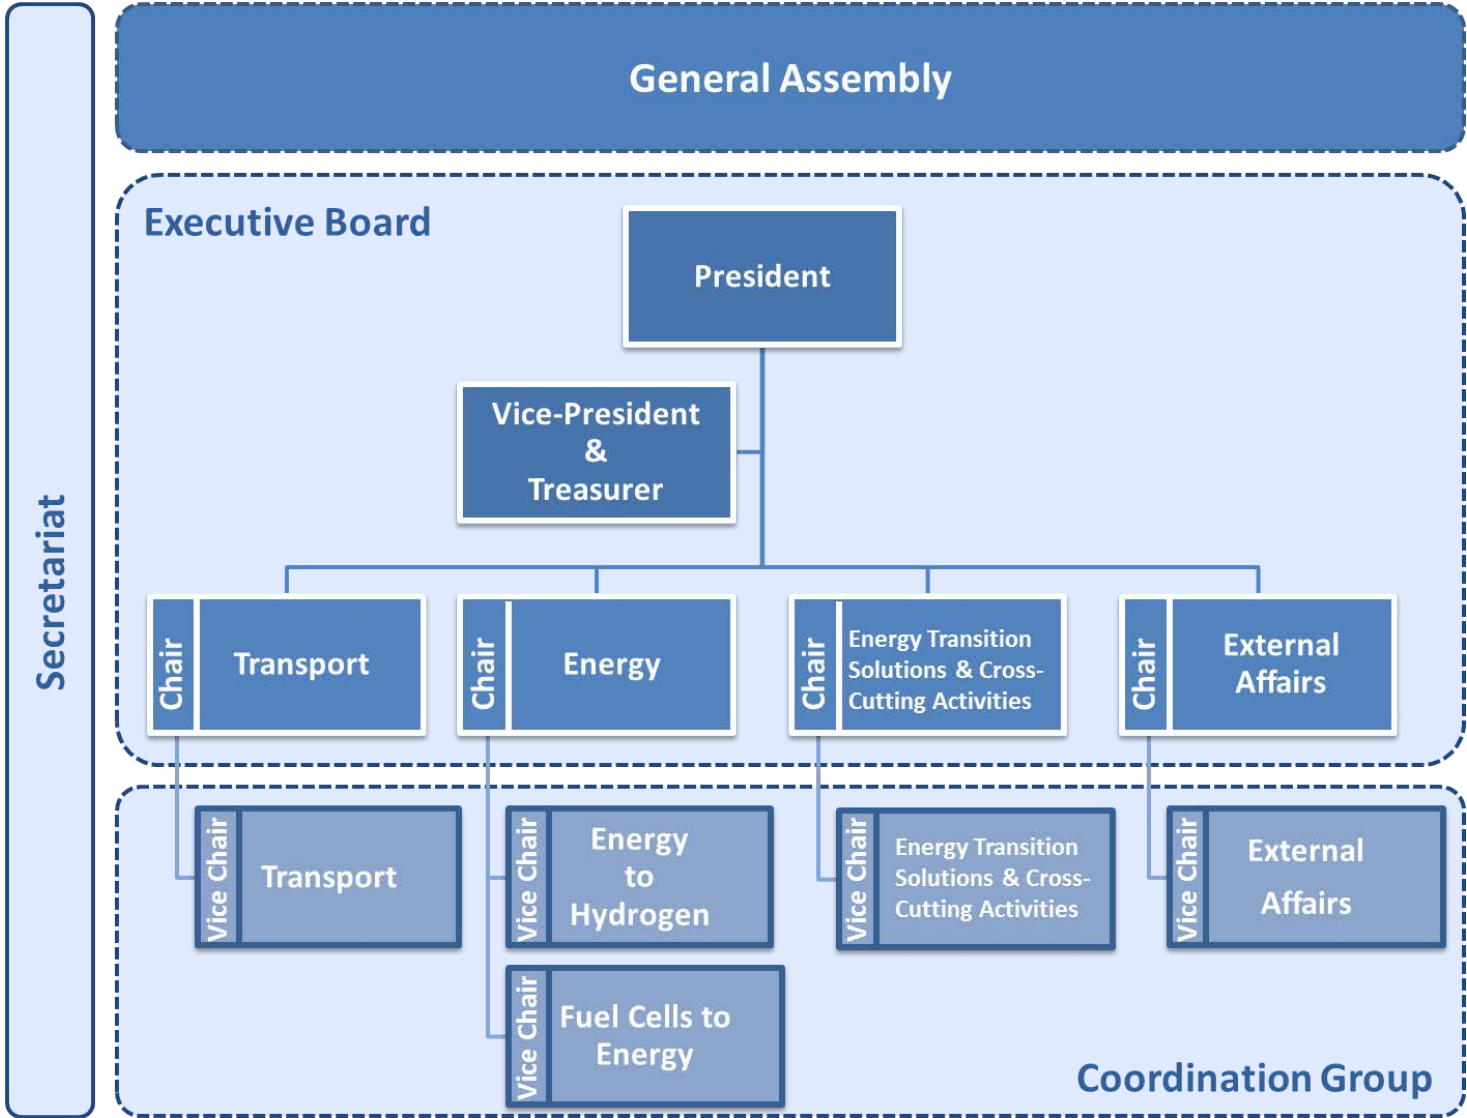 Secretariat
General Assembly
Executive Board
President
Vice-President
&
Treasurer
Chair
Transport
Chair
Energy
Chair
Energy Transition
Solutions & Cross-
Cutting Activities
Chair
External
Affairs
Vice Chair
Transport
Vice Chair
Energy
to
Hydrogen
Vice Chair
Energy Transition
Solutions & Cross-
Cutting Activities
Vice Chair
External
Affairs
Vice Chair
Fuel Cells to
Energy
Coordination Group